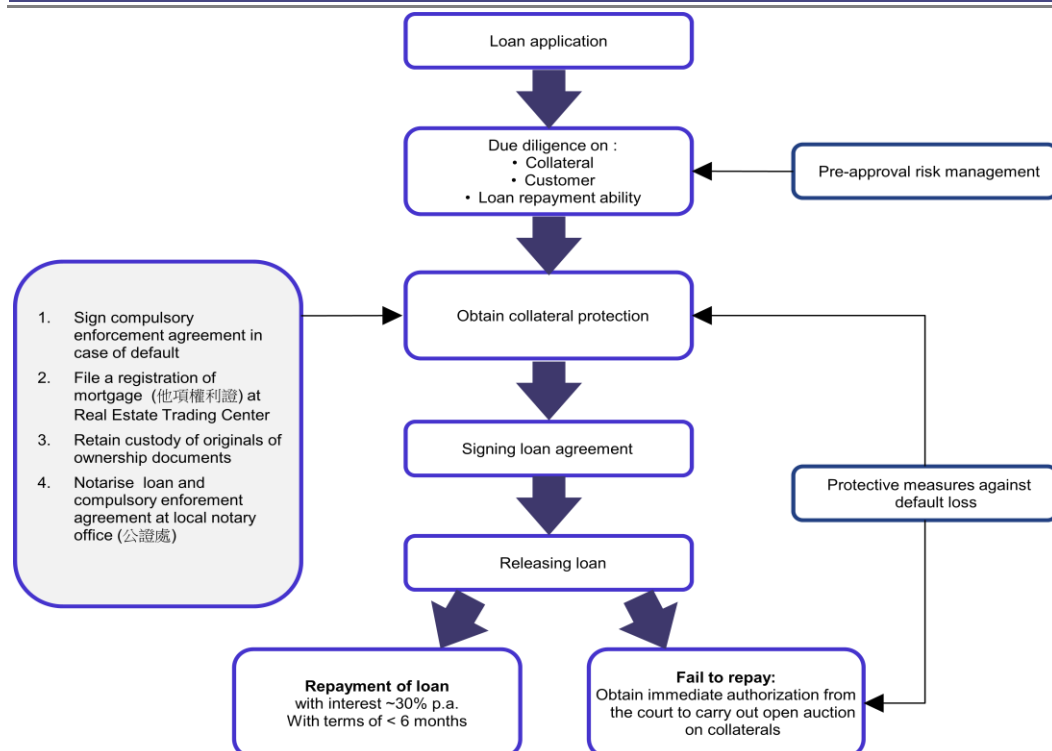 Loan application
Due diligence on :
• Collateral
• Customer
• Loan repayment ability
Pre-approval risk management
1. Sign compulsory
enforcement agreement in
case of default
2. File a registration of
mortgage (他項權利證) at
Real Estate Trading Center
3. Retain custody of originals of
ownership documents
4. Notarise loan and
compulsory enforement
agreement at local notary
office (公證處)
Obtain collateral protection
Signing loan agreement
Protective measures against
default loss
Releasing loan
Repayment of loan
with interest ~30% p.a.
With terms of < 6 months
Fail to repay:
Obtain immediate authorization from
the court to carry out open auction
on collaterals